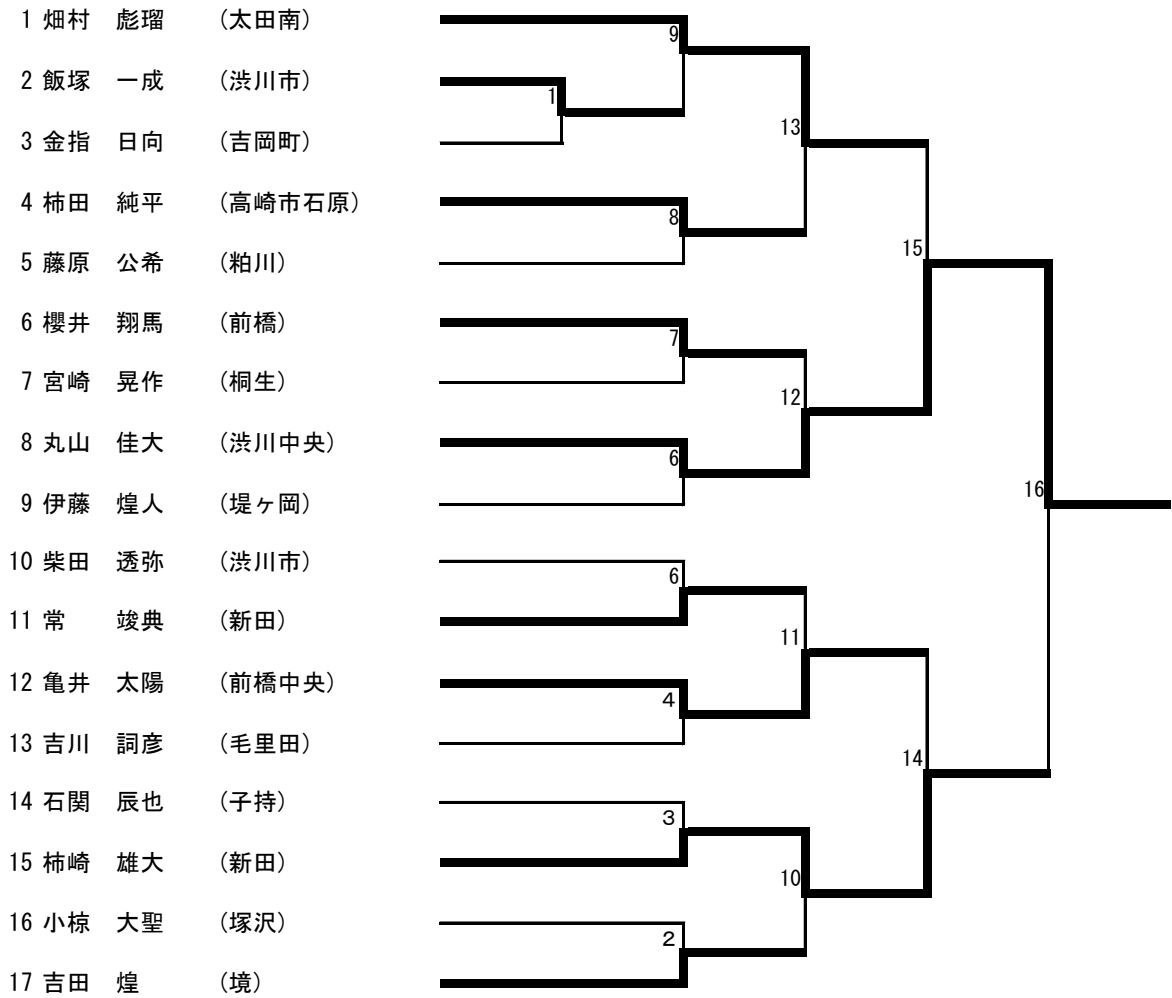 1 畑村 彪瑠 (太田南)
9
2 飯塚 一成 (渋川市)
1
3 金指 日向 (吉岡町)
13
4 柿田 純平 (高崎市石原)
8
5 藤原 公希 (粕川)
15
6 櫻井 翔馬 (前橋)
7
7 宮崎 晃作 (桐生)
12
8 丸山 佳大 (渋川中央)
6
9 伊藤 煌人 (堤ヶ岡)
16
10 柴田 透弥 (渋川市)
6
11 常 竣典 (新田)
11
12 亀井 太陽 (前橋中央)
4
13 吉川 詞彦 (毛里田)
14
14 石関 辰也 (子持)
3
15 柿崎 雄大 (新田)
10
16 小椋 大聖 (塚沢)
2
17 吉田 煌 (境)